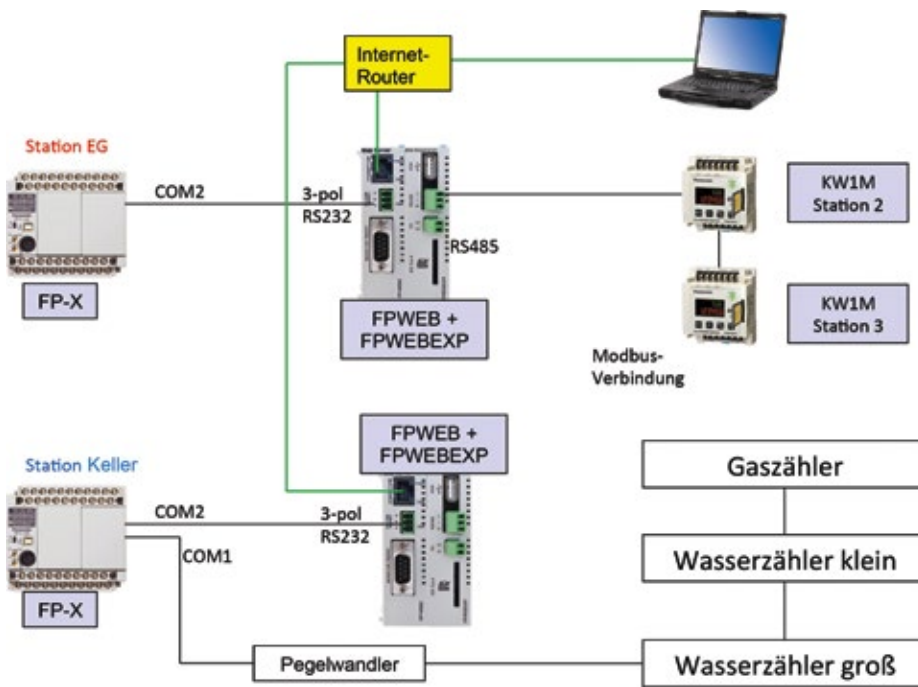 Internet-
Router
Station EG
COM2
3-pol
RS232
RS485
FP-X
FPWEB +
FPWEBEXP
KW1M
Station 2
KW1M
Station 3
Modbus-
Verbindung
FPWEB +
FPWEBEXP
Station Keller
COM2
3-pol
RS232
COM1
FP-X
Pegelwandler
Gaszähler
Wasserzähler klein
Wasserzähler groß